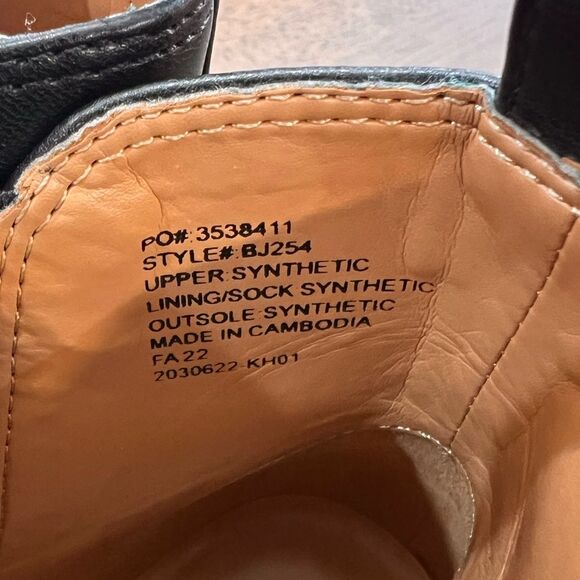 PO#:3538411
STYLE#:BJ254
UPPER:SYNTHETIC
LINING/SOCK SYNTHETIC
OUTSOLE:SYNTHETIC
MADE IN CAMBODIA
FA 22
2030622-KH01